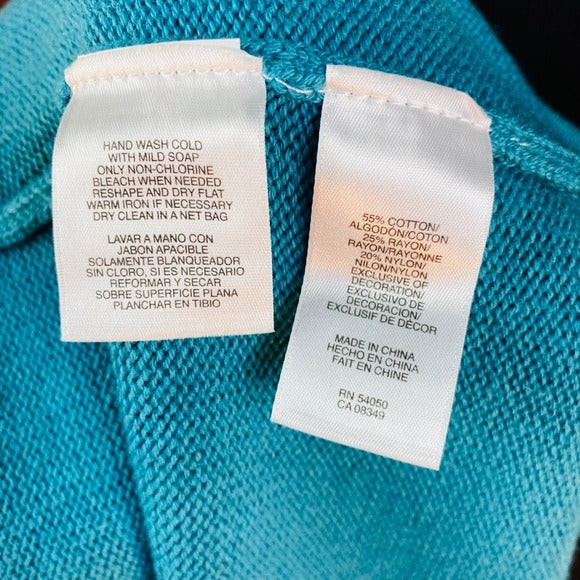 HAND WASH COLD
WITH MILD SOAP
ONLY NON-CHLORINE
BLEACH WHEN NEEDED
RESHAPE AND DRY FLAT
WARM IRON IF NECESSARY
DRY CLEAN IN A NET BAG
LAVAR A MANO CON
JABON APACIBLE
SOLAMENTE BLANQUEADOR
SIN CLORO, SI ES NECESARIO
REFORMAR Y SECAR
SOBRE SUPERFICIE PLANA
PLANCHAR EN TIBIO
55% COTTON/
ALGODÓN/COTON
25% RAYON/
RAYON/RAYONNE
20% NYLON/
NILON/NYLON
EXCLUSIVE OF
DECORATION/
EXCLUSIVO DE
DECORACION/
EXCLUSIF DE DÉCOR
MADE IN CHINA
HECHO EN CHINA
FAIT EN CHINE
RN 54050
CA 08349